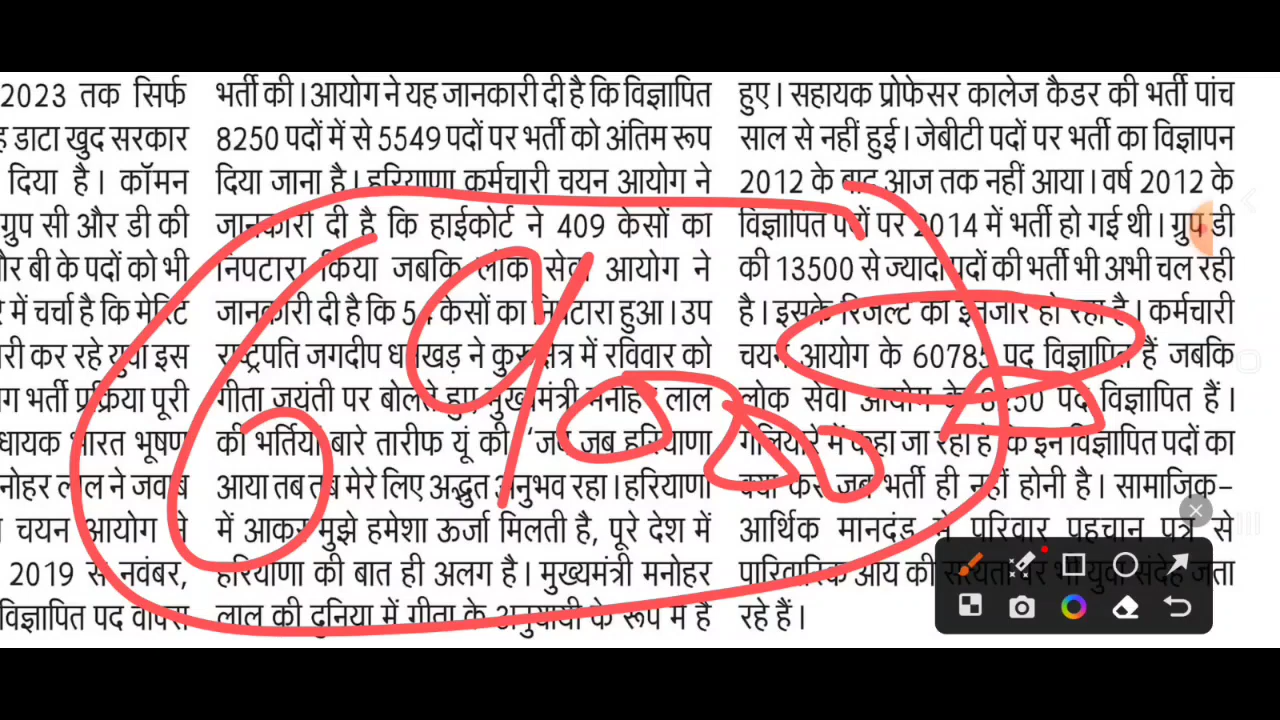 2023 तक सिर्फ
डाटा खुद सरकार
दिया है। कॉमन
ग्रुप सी और डी की
बी के पदों को भी
में चर्चा है कि मेरिट
कर रहे युवा इस
भर्ती प्रक्रिया पूरी
भारत भूषण
लाल ने जवाब
चयन आयोग ने
2019 से नवंबर,
विज्ञापित पद वापस
भर्ती की। आयोग ने यह जानकारी दी है कि विज्ञापित
8250 पदों में से 5549 पदों पर भर्ती को अंतिम रूप
दिया जाना है। हरियाणा कर्मचारी चयन आयोग ने
जानकारी दी है कि हाईकोर्ट ने 409 केसों का
निपटारा किया जबकि लोक सेवा आयोग ने
जानकारी दी है कि केसों का निपटारा हुआ। उप
राष्ट्रपति जगदीप धनखड़ ने कुरुक्षेत्र में रविवार को
गीता जयंती पर बोलते हुए मुख्यमंत्री मनोहर लाल
की भर्तियों बारे तारीफ यूं की 'जब जब हरियाणा
आया तब तब मेरे लिए अद्भुत अनुभव रहा। हरियाणा
में आकर मुझे हमेशा ऊर्जा मिलती है, पूरे देश में
हरियाणा की बात ही अलग है। मुख्यमंत्री मनोहर
लाल की दुनिया में गीता के अनुयायी के रूप में है
हुए। सहायक प्रोफेसर कालेज कैडर की भर्ती पांच
साल से नहीं हुई। जेबीटी पदों पर भर्ती का विज्ञापन
2012 के बाद आज तक नहीं आया। वर्ष 2012 के
विज्ञापित पदों पर 2014 में भर्ती हो गई थी। ग्रुप डी
की 13500 से ज्यादा पदों की भर्ती भी अभी चल रही
है। इसके रिजल्ट का इंतजार हो रहा है। कर्मचारी
चयन आयोग के 60785 पद विज्ञापित हैं जबकि
लोक सेवा आयोग के 8250 पद विज्ञापित हैं।
गलियारे में कहा जा रहा है कि इन विज्ञापित पदों का
क्या करें जब भर्ती ही नहीं होनी है। सामाजिक-
आर्थिक मानदंड में परिवार पहचान पत्र से
पारिवारिक आय की सत्यता पर भी युवा संदेह जता
रहे हैं।